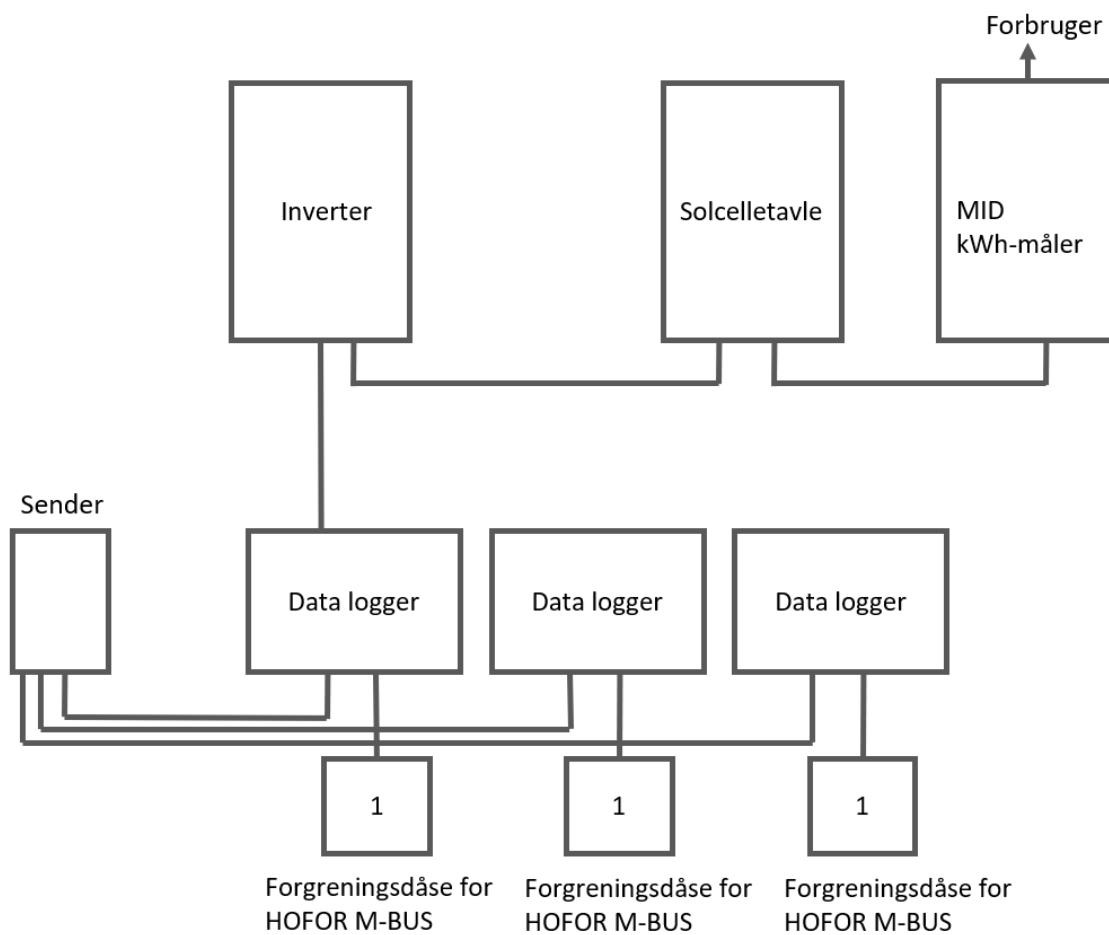 Forbruger
Inverter
Solcelletavle
MID
kWh-måler
Sender
Data logger
Data logger
Data logger
1
1
1
Forgreningsdåse for
HOFOR M-BUS
Forgreningsdåse for
HOFOR M-BUS
Forgreningsdåse for
HOFOR M-BUS